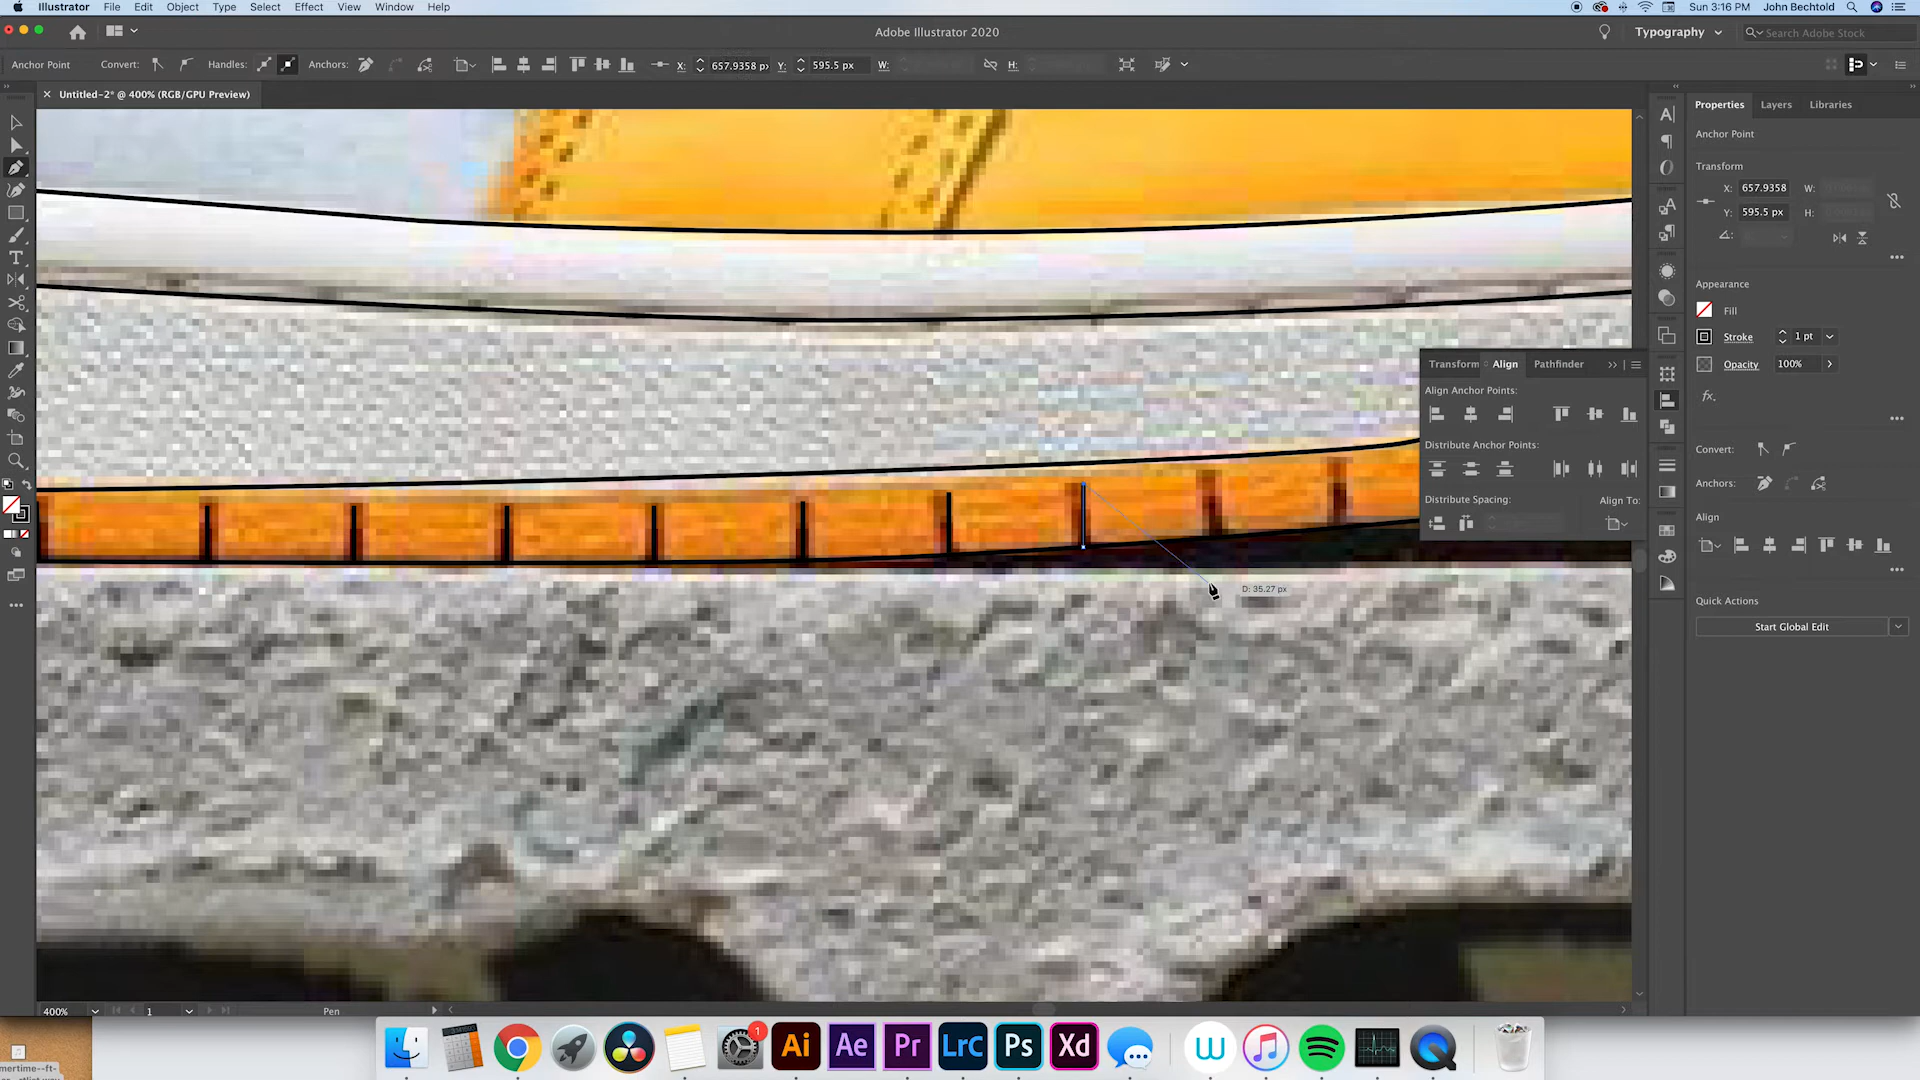 Illustrator File Edit Object Type Select Effect View Window Help
Sun 3:16 PM John Bechtold
Adobe Illustrator 2020
Typography
Search Adobe Stock
Anchor Point Convert: Handles: Anchors: X: 657.9358 px Y: 595.5 px W: H:
Untitled-2* @ 400% (RGB/GPU Preview)
Properties Layers Libraries
Anchor Point
Transform
X: 657.9358 W:
Y: 595.5 px H:
Appearance
Fill
Stroke 1 pt
Opacity 100%
fx.
Convert:
Anchors:
Align
Quick Actions
Start Global Edit
Transform Align Pathfinder
Align Anchor Points:
Distribute Anchor Points:
Distribute Spacing:
Align To:
D: 35.27 px
400% 1 Pen
1
Ai Ae Pr LrC Ps Xd